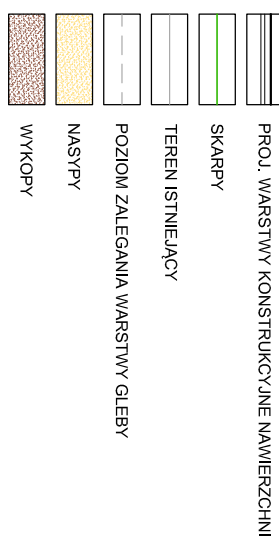 PROJ. WARSTWY KONSTRUKCYJNE NAWIERZCHNI
SKARPY
TEREN ISTNIEJĄCY
POZIOM ZALEGANIA WARSTWY GLEBY
NASYPY
WYKOPY